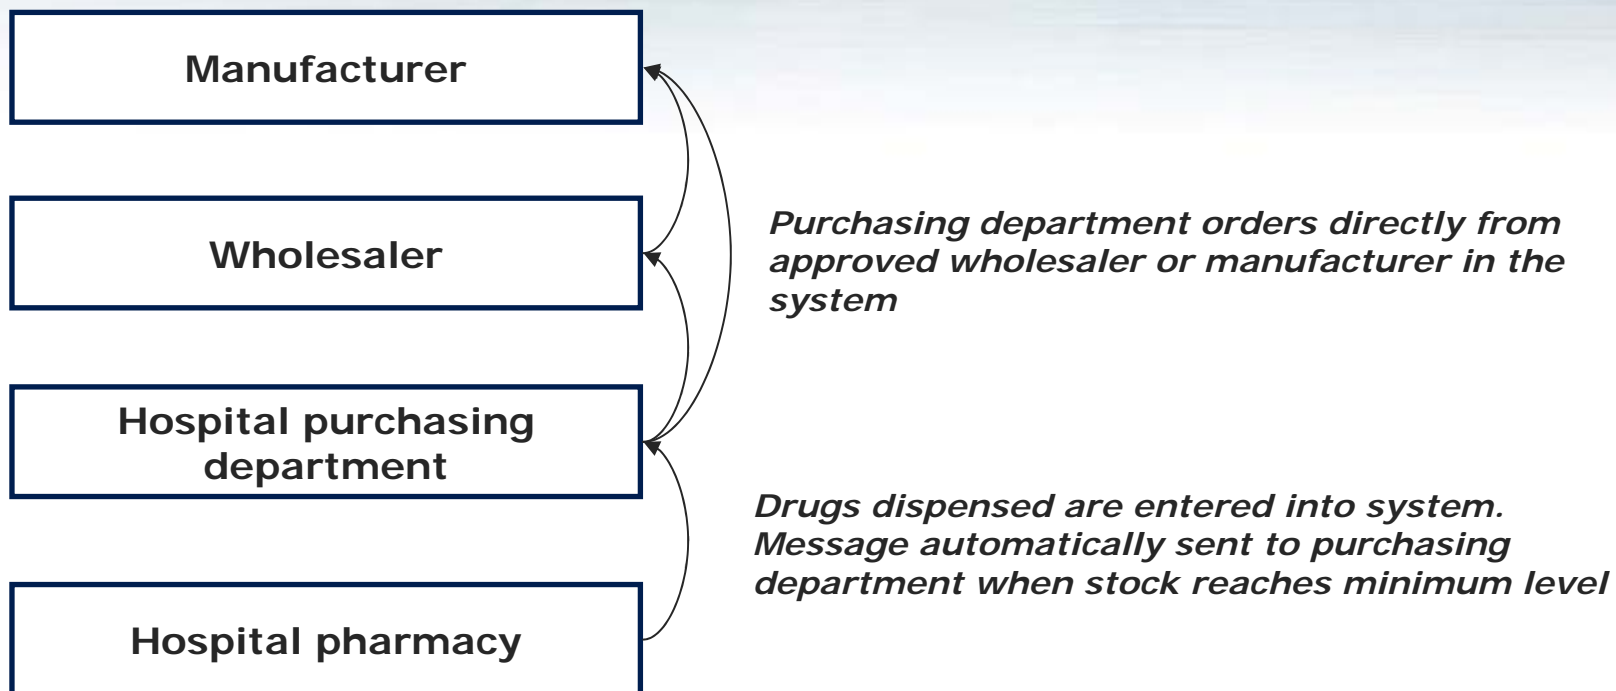 Manufacturer
Wholesaler
Purchasing department orders directly from
approved wholesaler or manufacturer in the
system
Hospital purchasing
department
Drugs dispensed are entered into system.
Message automatically sent to purchasing
department when stock reaches minimum level
Hospital pharmacy